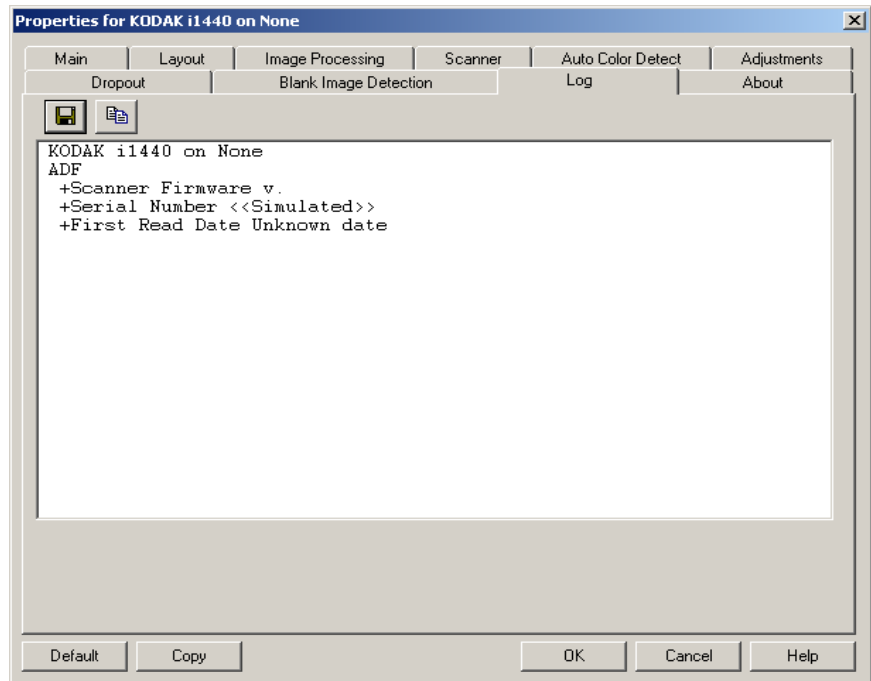 Properties for KODAK i1440 on None
Main Layout Image Processing Scanner Auto Color Detect Adjustments
Dropout Blank Image Detection Log About
KODAK i1440 on None
ADF
+Scanner Firmware v.
+Serial Number <<Simulated>>
+First Read Date Unknown date
Default Copy OK Cancel Help